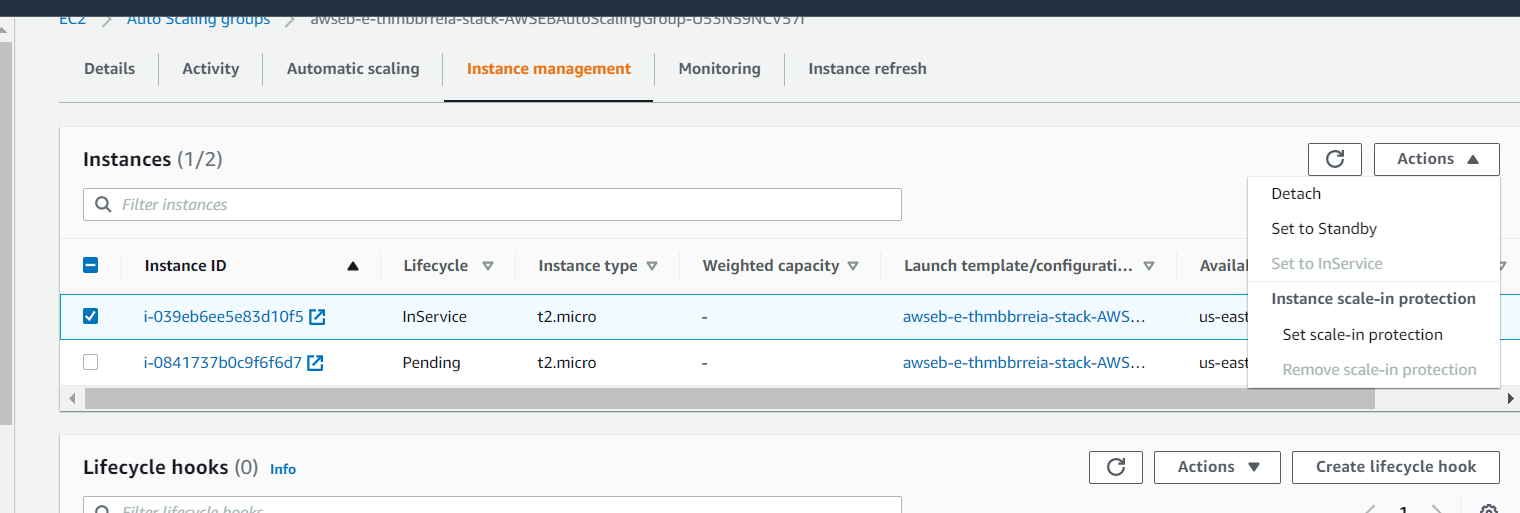 EC2 Auto Scaling groups awseb-e-thmbbrreia-stack-AWSEBAutoScalingGroup-U53NS9NCV57I
Details Activity Automatic scaling Instance management Monitoring Instance refresh
Instances (1/2) Actions
Filter instances
Detach
Set to Standby
Set to InService
Instance scale-in protection
Set scale-in protection
Remove scale-in protection
Instance ID Lifecycle Instance type Weighted capacity Launch template/configurati... Availab
i-039eb6ee5e83d10f5 InService t2.micro - awseb-e-thmbbrreia-stack-AWS... us-east
i-0841737b0c9f6f6d7 Pending t2.micro - awseb-e-thmbbrreia-stack-AWS... us-east
Lifecycle hooks (0) Info Actions Create lifecycle hook
Filter lifecycle hooks 1